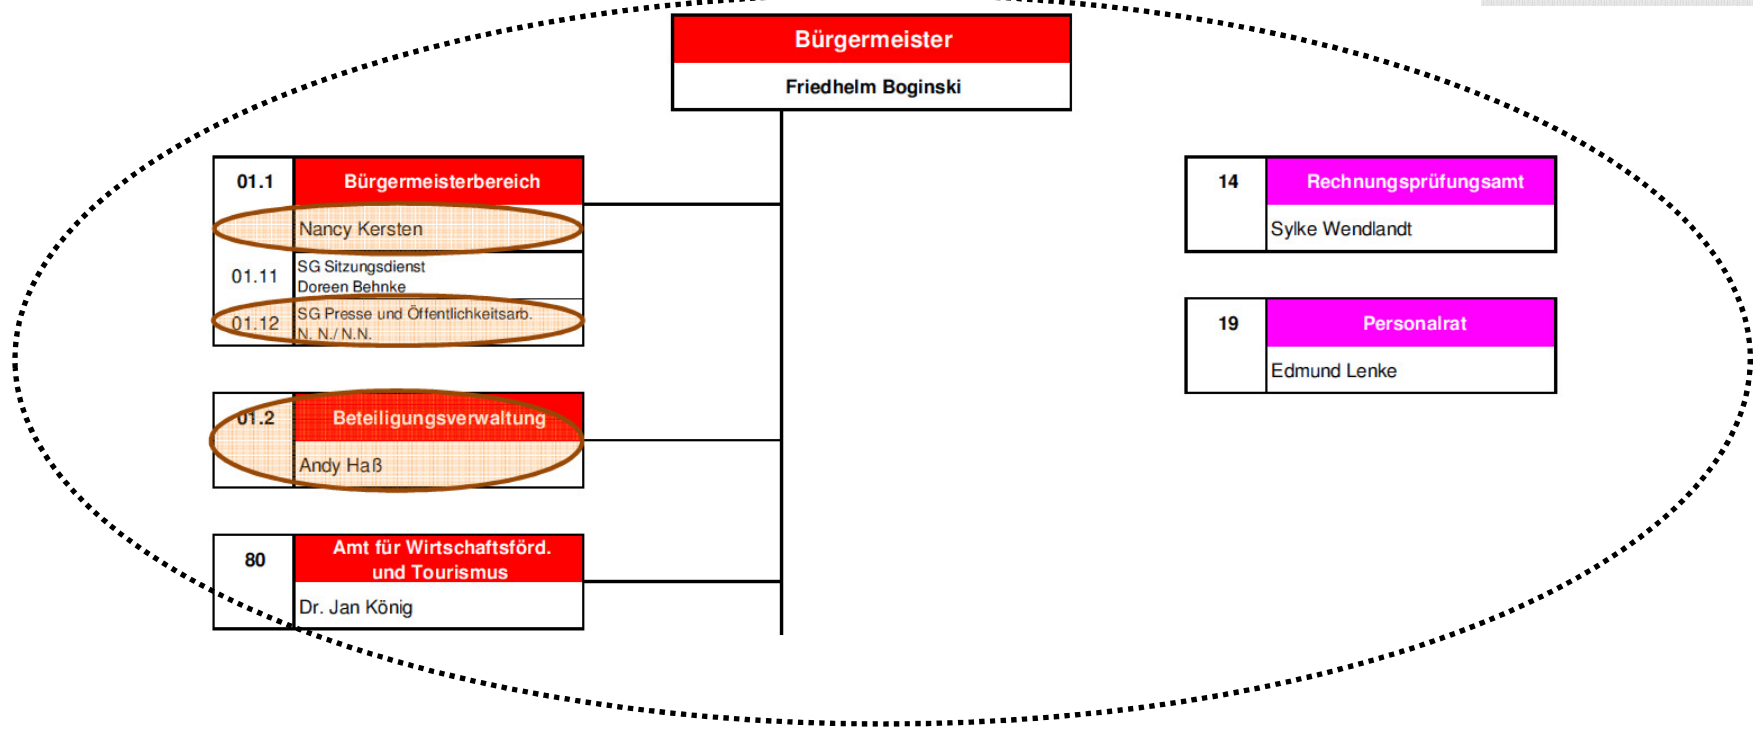 Bürgermeister
Friedhelm Boginski
01.1
Bürgermeisterbereich
Nancy Kersten
01.11
SG Sitzungsdienst
Doreen Behnke
01.12
SG Presse und Öffentlichkeitsarb.
N. N./ N.N.
01.2
Beteiligungsverwaltung
Andy Haß
80
Amt für Wirtschaftsförd.
und Tourismus
Dr. Jan König
14
Rechnungsprüfungsamt
Sylke Wendlandt
19
Personalrat
Edmund Lenke